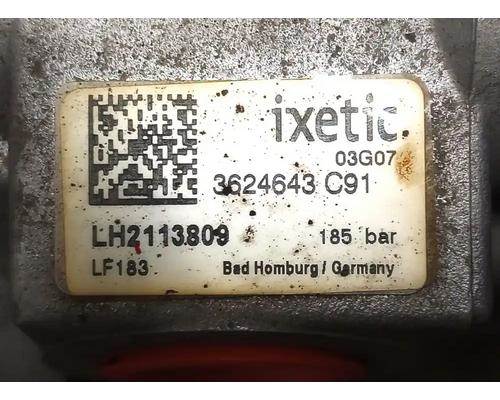 ixetic
03G07
3624643 C91
LH2113809 185 bar
LF183 Bad Homburg / Germany